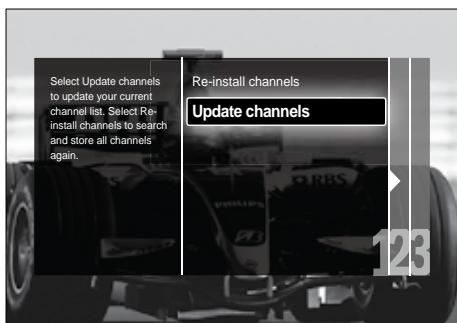 Select Update channels
to update your current
channel list. Select Re-
install channels to search
and store all channels
again.
Re-install channels
Update channels
RBS
PHILIPS
123